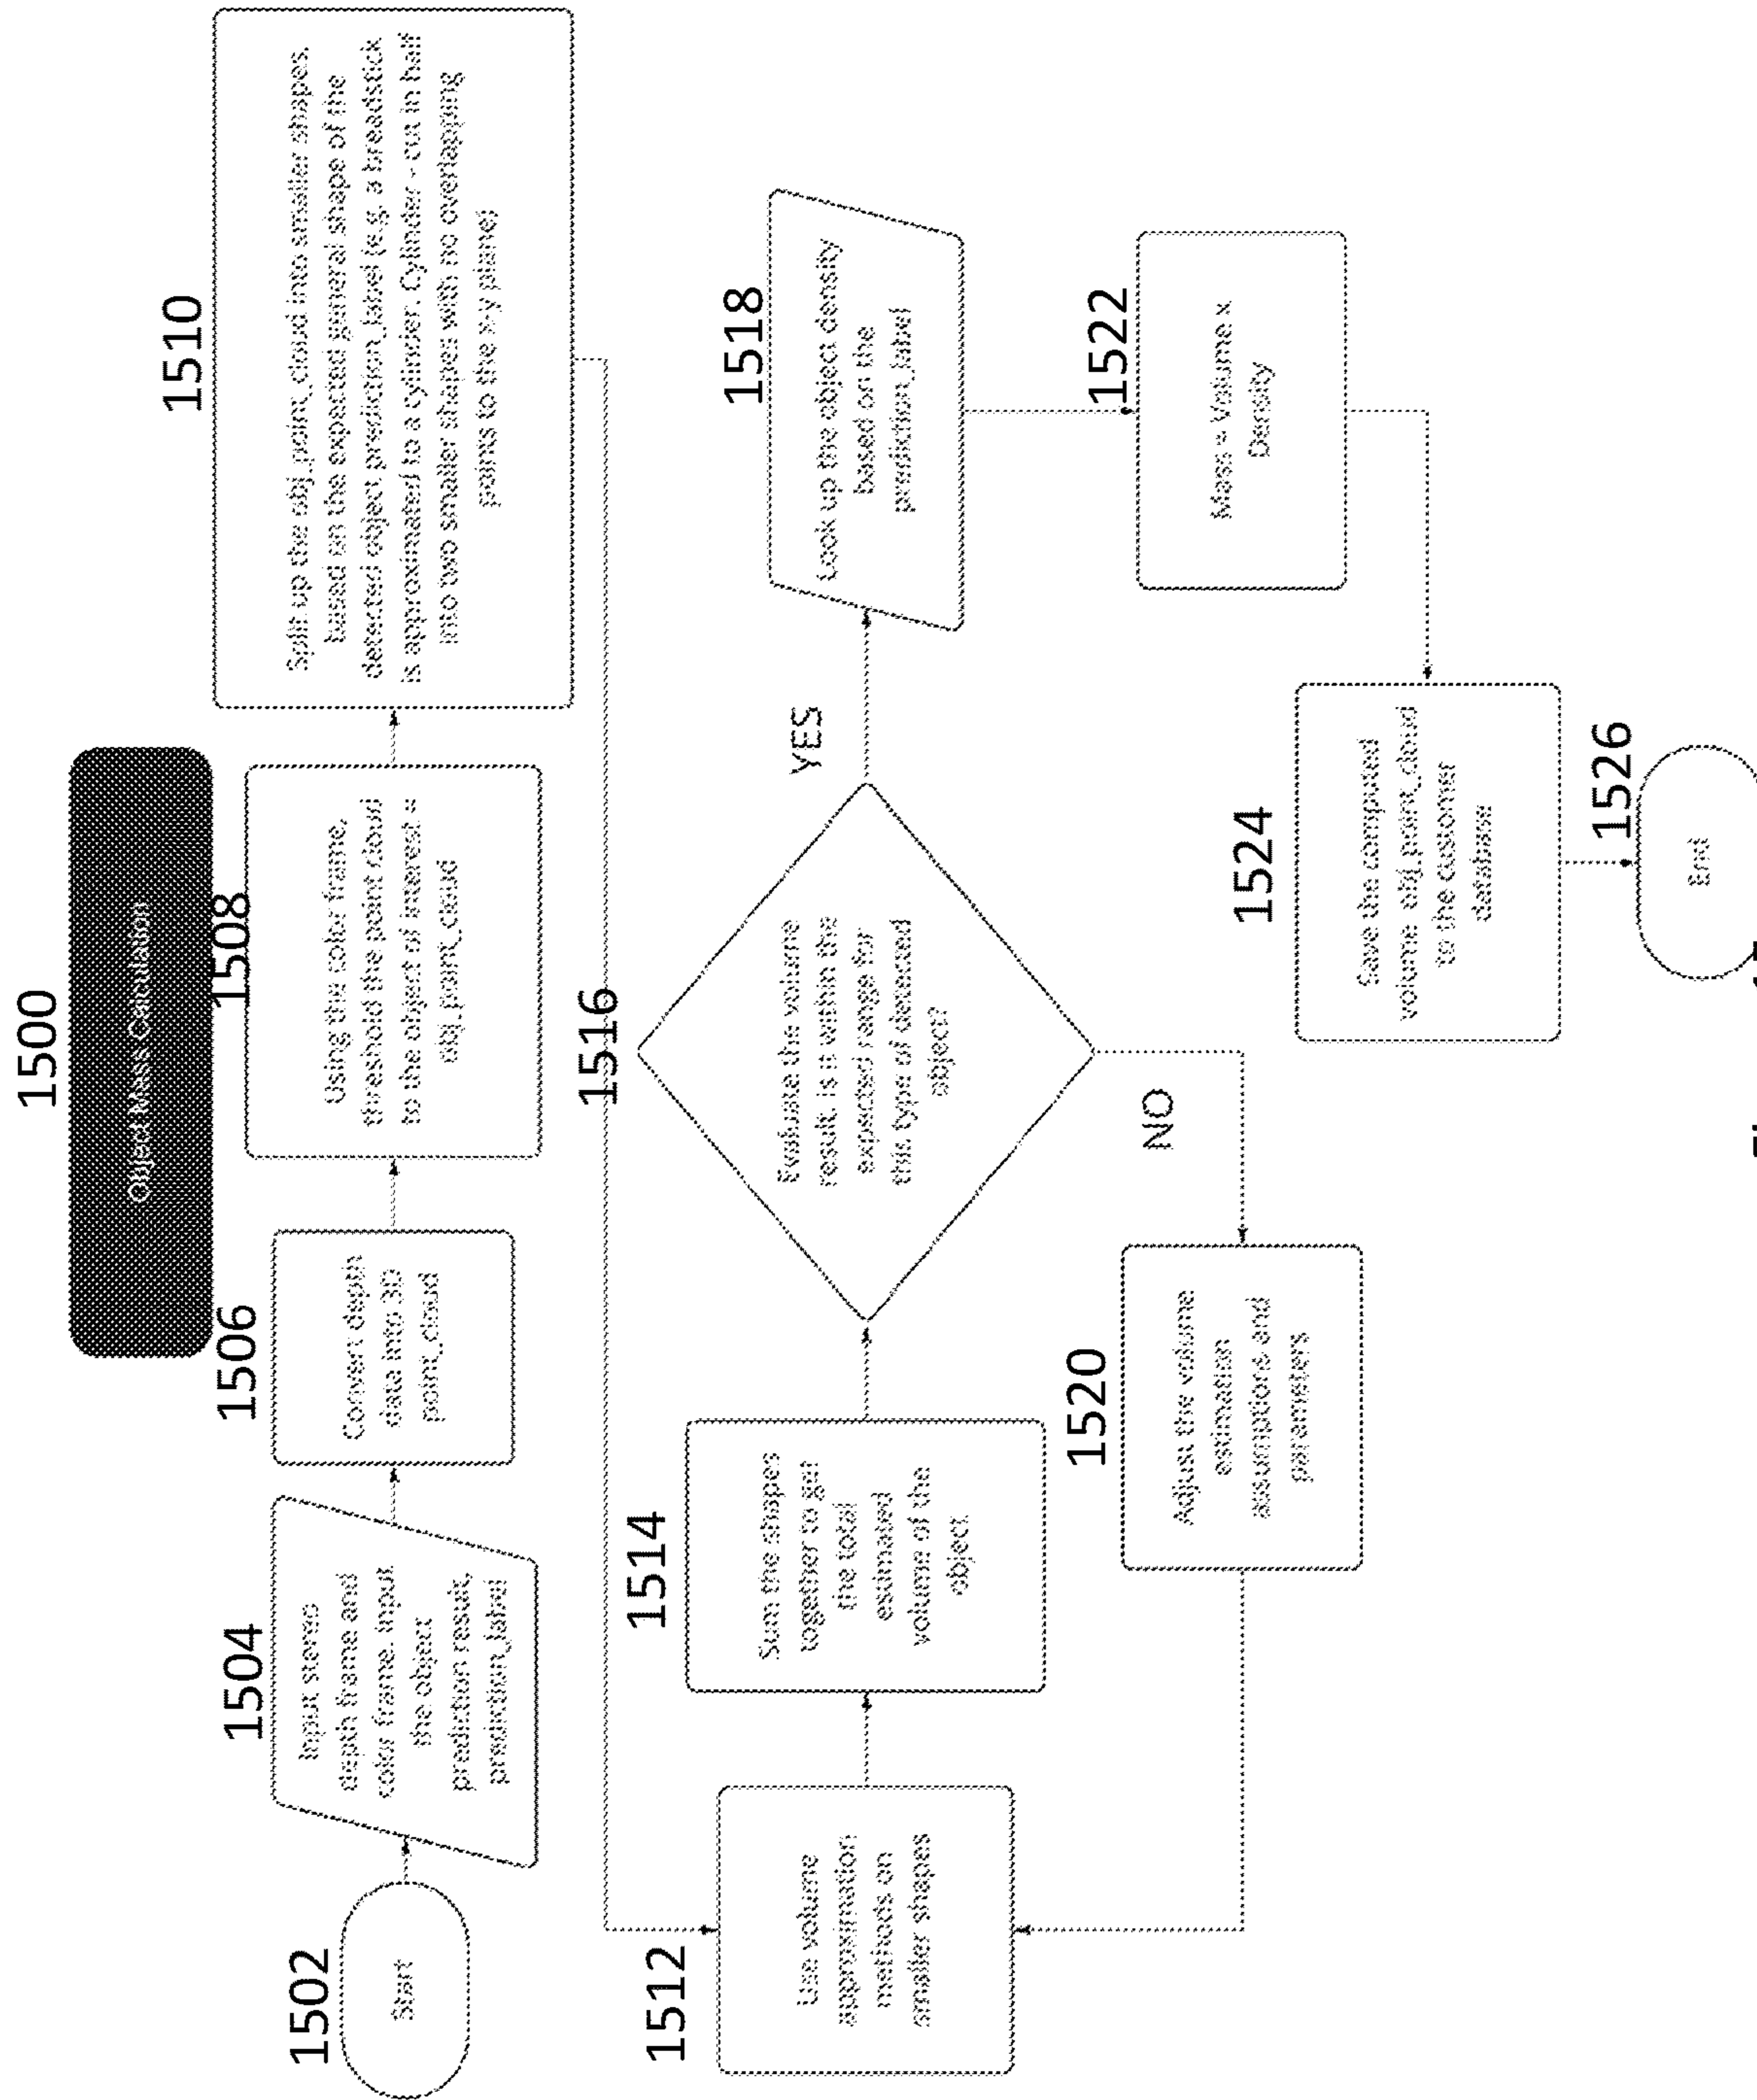 1500
Object Mass Calculation
1502
Start
1504
Input stereo
depth frame and
color frame. Input
the object
prediction result,
prediction_label
1506
Convert depth
data into 3D
point_cloud
1508
Using the color frame,
threshold the point cloud
to the object of interest =
obj_point_cloud
1510
Split up the obj_point_cloud into smaller shapes,
based on the expected general shape of the
detected object, prediction_label (e.g. a breadstick
is approximated to a cylinder. Cylinder - cut in half
into two smaller shapes with no overlapping
points to the x-y plane)
1512
Use volume
approximation
methods on
smaller shapes
1514
Sum the shapes
together to get
the total
estimated
volume of the
object.
1516
Evaluate the volume
result. Is it within the
expected range for
this type of detected
object?
YES
NO
1518
Look up the object density
based on the
prediction_label
1520
Adjust the volume
estimation
assumptions and
parameters
1522
Mass = Volume x
Density
1524
Save the computed
volume obj_point_cloud
to the customer
database
1526
End